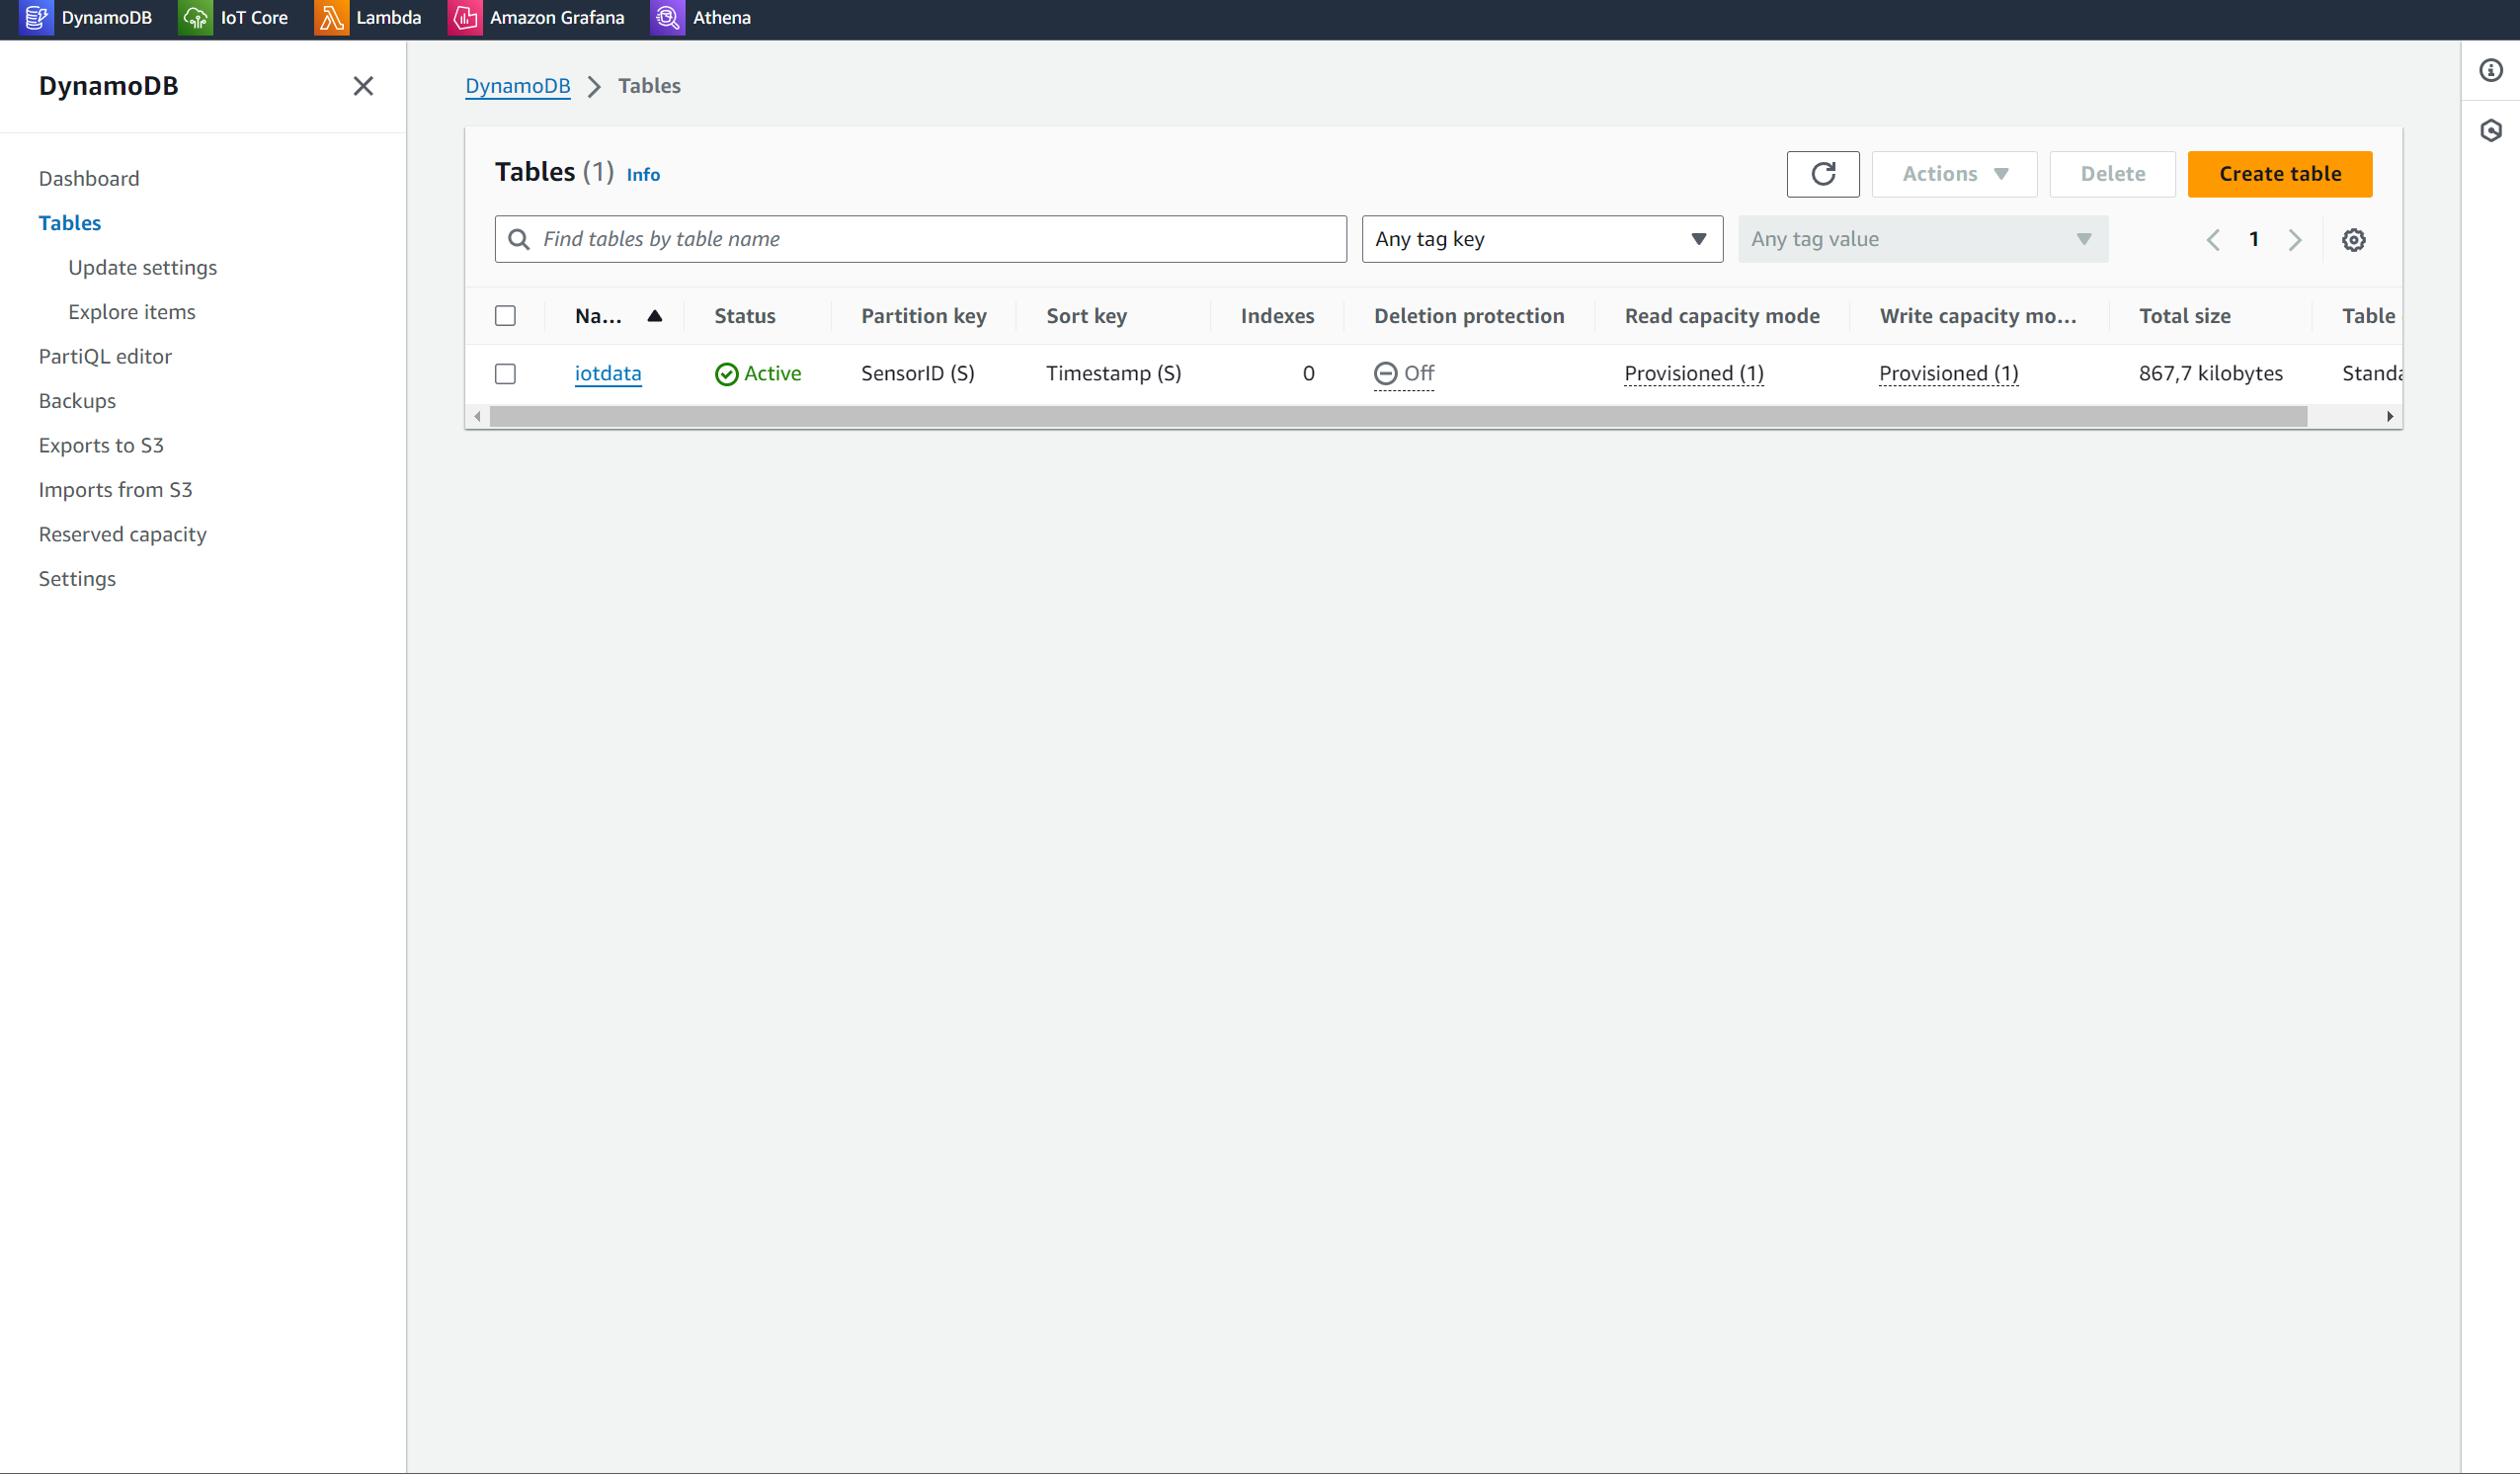 DynamoDB IoT Core Lambda Amazon Grafana Athena
DynamoDB
Dashboard
Tables
Update settings
Explore items
PartiQL editor
Backups
Exports to S3
Imports from S3
Reserved capacity
Settings
DynamoDB Tables
Tables (1) Info
Actions Delete Create table
Find tables by table name Any tag key Any tag value 1
Na... Status Partition key Sort key Indexes Deletion protection Read capacity mode Write capacity mo... Total size Table
iotdata Active SensorID (S) Timestamp (S) 0 Off Provisioned (1) Provisioned (1) 867,7 kilobytes Standa